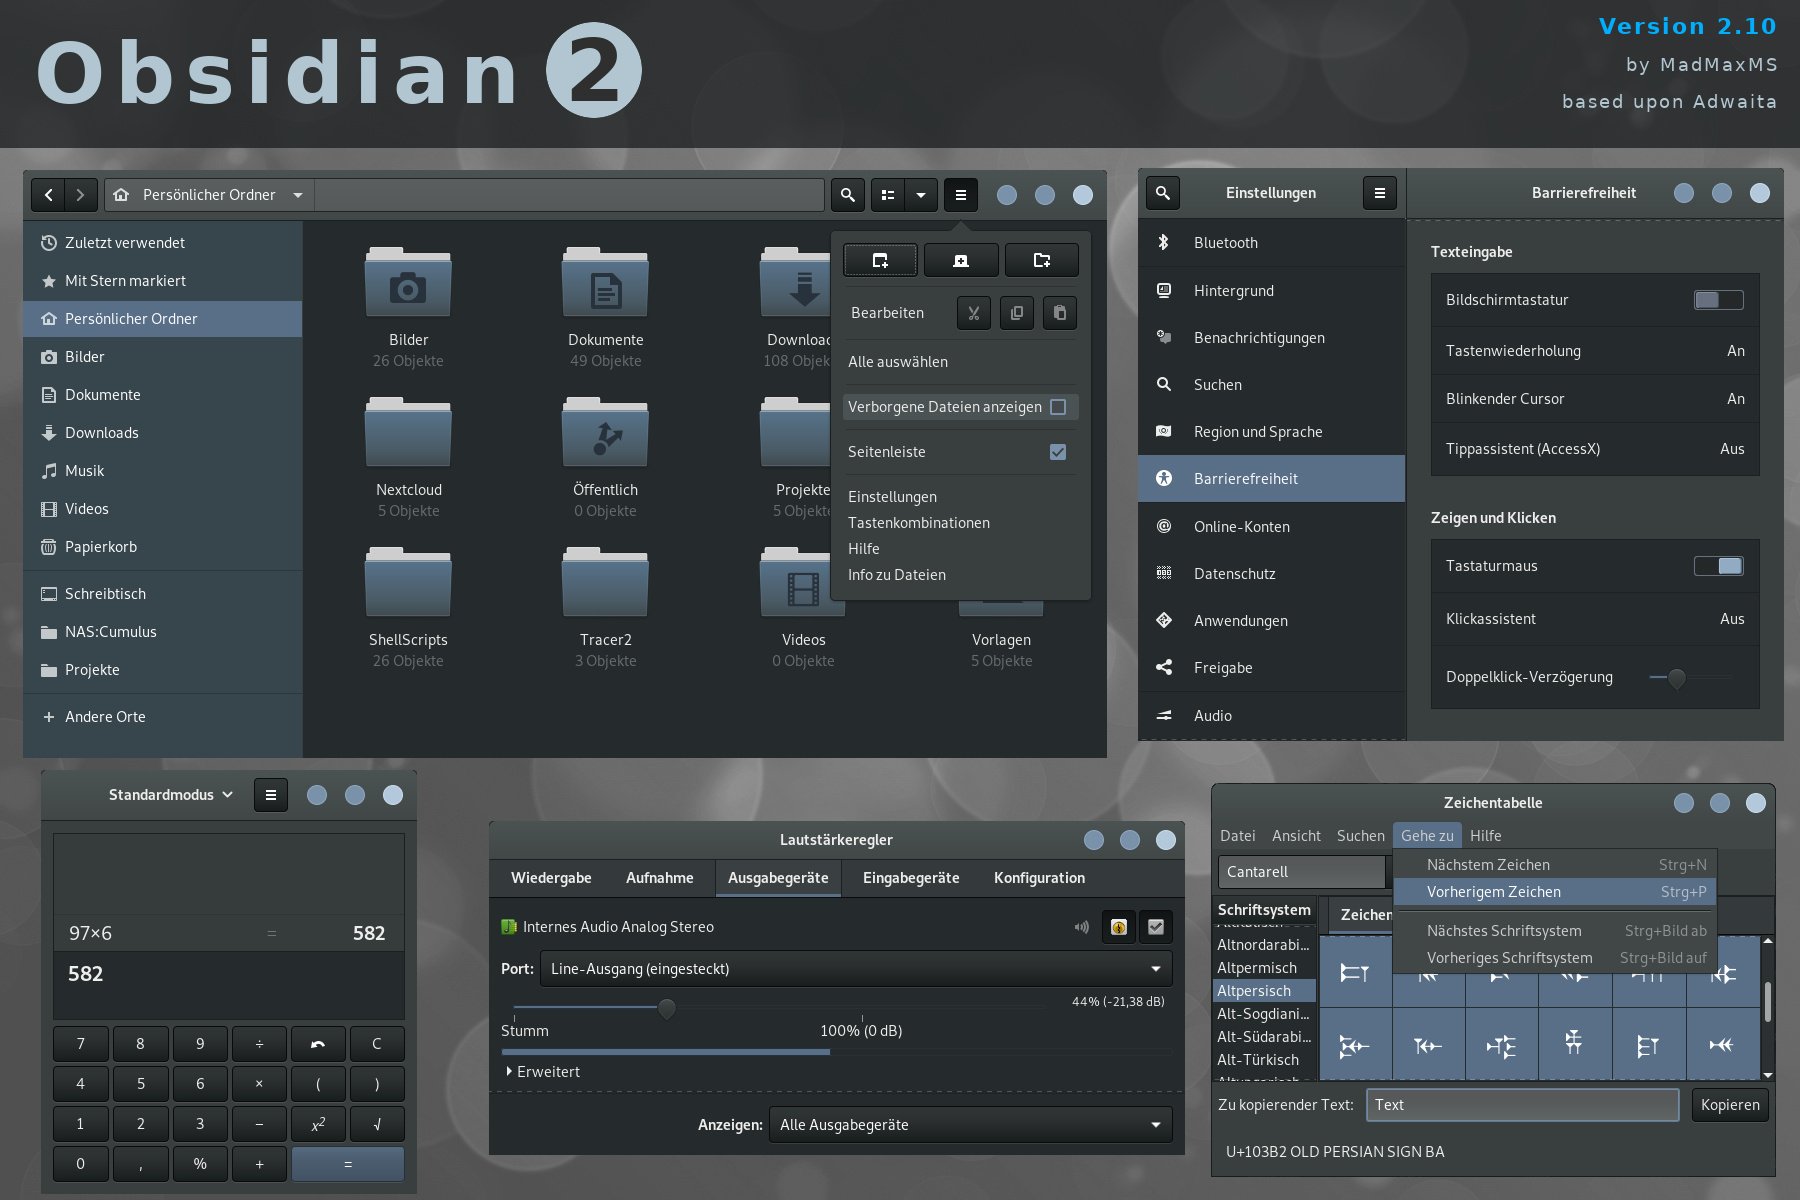 Obsidian 2
Version 2.10
by MadMaxMS
based upon Adwaita
Persönlicher Ordner
Zuletzt verwendet
Mit Stern markiert
Persönlicher Ordner
Bilder
Dokumente
Downloads
Musik
Videos
Papierkorb
Schreibtisch
NAS:Cumulus
Projekte
Andere Orte
Bilder
26 Objekte
Dokumente
49 Objekte
108
Nextcloud
5 Objekte
Öffentlich
0 Objekte
Projekte
5
ShellScripts
26 Objekte
Tracer2
3 Objekte
Videos
0 Objekte
Vorlagen
5 Objekte
Bearbeiten
Alle auswählen
Verborgene Dateien anzeigen
Seitenleiste
Einstellungen
Tastenkombinationen
Hilfe
Info zu Dateien
Einstellungen
Bluetooth
Hintergrund
Benachrichtigungen
Suchen
Region und Sprache
Barrierefreiheit
Online-Konten
Datenschutz
Anwendungen
Freigabe
Audio
Barrierefreiheit
Texteingabe
Bildschirmtastatur
Tastenwiederholung An
Blinkender Cursor An
Tippassistent (AccessX) Aus
Zeigen und Klicken
Tastaturmaus
Klickassistent Aus
Doppelklick-Verzögerung
Standardmodus
97×6 = 582
582
7 8 9 ÷ C
4 5 6 × ( )
1 2 3 − x² √
0 , % + =
Lautstärkeregler
Wiedergabe Aufnahme Ausgabegeräte Eingabegeräte Konfiguration
Internes Audio Analog Stereo
Port: Line-Ausgang (eingesteckt)
44% (-21,38 dB)
Stumm 100% (0 dB)
Erweitert
Anzeigen: Alle Ausgabegeräte
Zeichentabelle
Datei Ansicht Suchen Gehe zu Hilfe
Cantarell
Nächstem Zeichen Strg+N
Vorherigem Zeichen Strg+P
Nächstes Schriftsystem Strg+Bild ab
Vorheriges Schriftsystem Strg+Bild auf
Schriftsystem
Zeichen
Altnordarabi...
Altpermisch
Altpersisch
Alt-Sogdiani...
Alt-Südarabi...
Alt-Türkisch
Zu kopierender Text: Text Kopieren
U+103B2 OLD PERSIAN SIGN BA